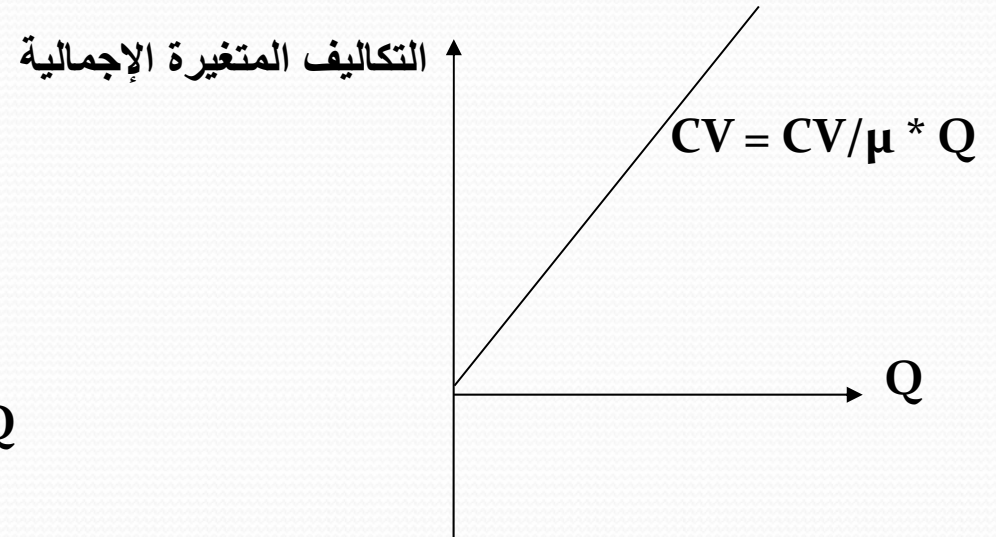 التكاليف المتغيرة الإجمالية
CV = CV/μ * Q
Q
Q